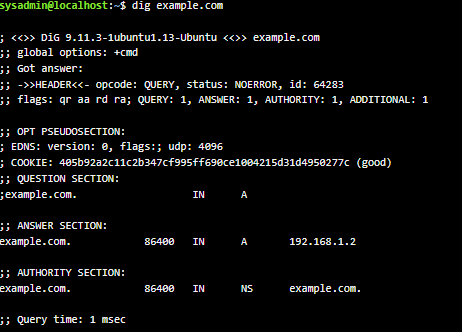 sysadmin@localhost:~$ dig example.com
; <<>> DiG 9.11.3-1ubuntu1.13-Ubuntu <<>> example.com
;; global options: +cmd
;; Got answer:
;; ->>HEADER<<- opcode: QUERY, status: NOERROR, id: 64283
;; flags: qr aa rd ra; QUERY: 1, ANSWER: 1, AUTHORITY: 1, ADDITIONAL: 1
;; OPT PSEUDOSECTION:
; EDNS: version: 0, flags:; udp: 4096
; COOKIE: 405b92a2c11c2b347cf995ff690ce1004215d31d4950277c (good)
;; QUESTION SECTION:
;example.com. IN A
;; ANSWER SECTION:
example.com. 86400 IN A 192.168.1.2
;; AUTHORITY SECTION:
example.com. 86400 IN NS example.com.
;; Query time: 1 msec